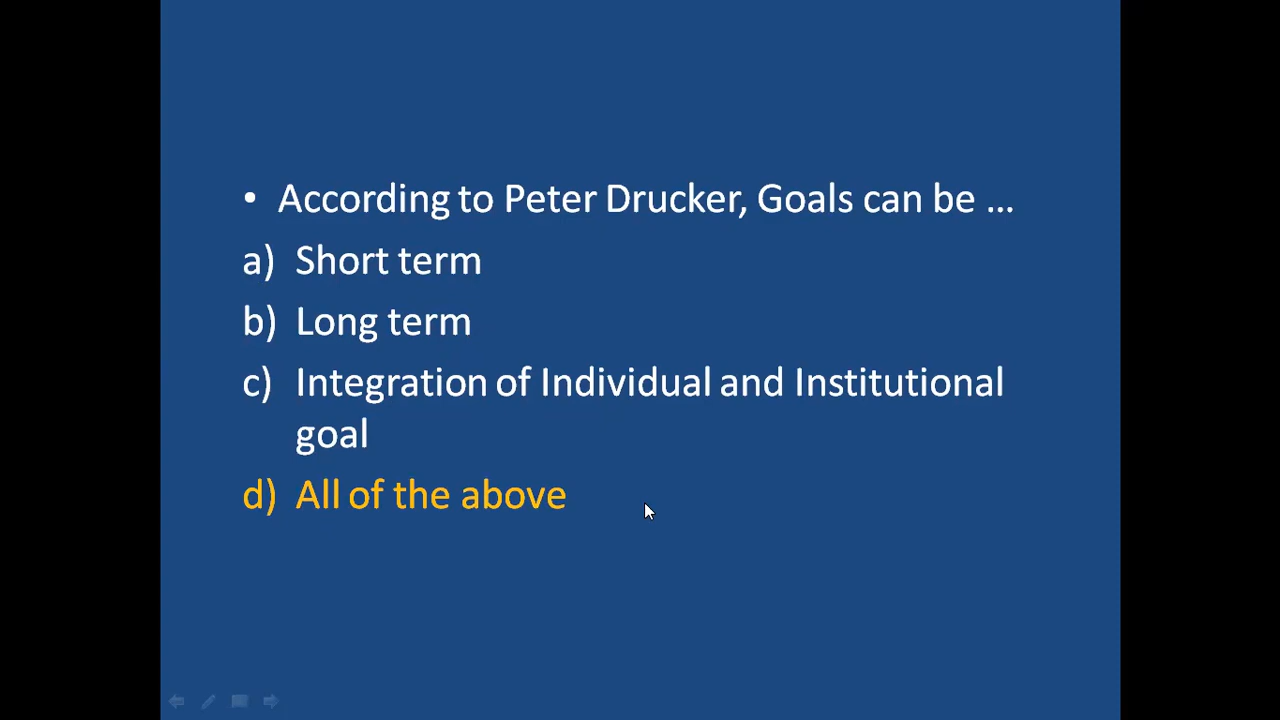 • According to Peter Drucker, Goals can be ...
a) Short term
b) Long term
c) Integration of Individual and Institutional
goal
d) All of the above